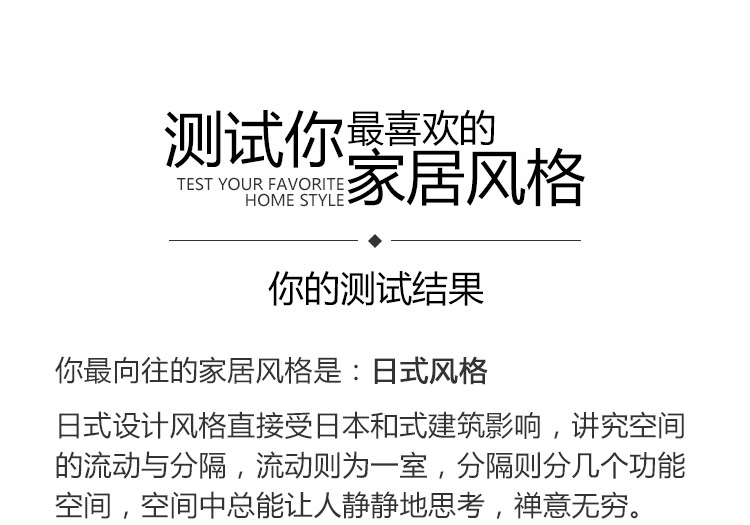 测试你最喜欢的
家居风格
TEST YOUR FAVORITE
HOME STYLE
你的测试结果
你最向往的家居风格是：日式风格
日式设计风格直接受日本和式建筑影响，讲究空间
的流动与分隔，流动则为一室，分隔则分几个功能
空间，空间中总能让人静静地思考，禅意无穷。